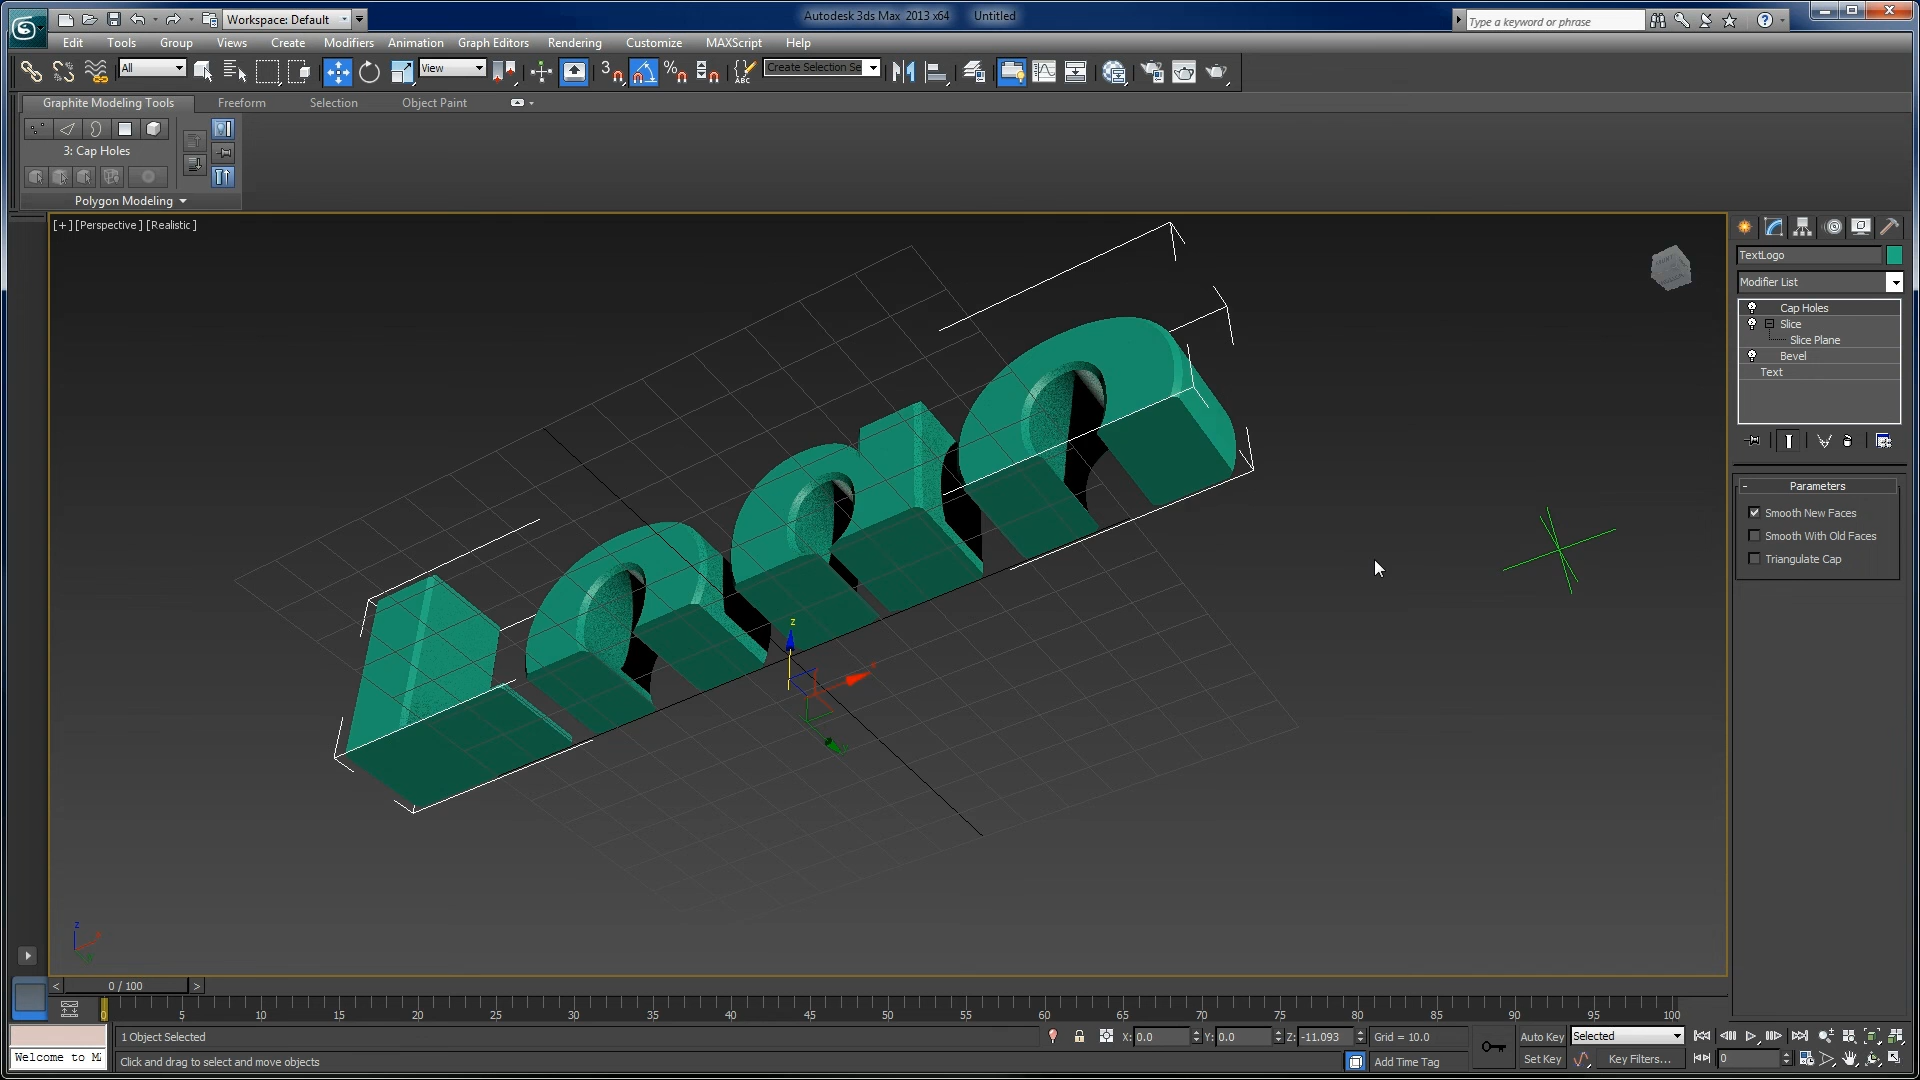 Workspace: Default
Autodesk 3ds Max 2013 x64 Untitled
Type a keyword or phrase
Edit Tools Group Views Create Modifiers Animation Graph Editors Rendering Customize MAXScript Help
All
View
3
ABC
Create Selection Se
Graphite Modeling Tools Freeform Selection Object Paint
3: Cap Holes
Polygon Modeling
[+] [Perspective] [Realistic]
TextLogo
Modifier List
Cap Holes
Slice
Slice Plane
Bevel
Text
Parameters
Smooth New Faces
Smooth With Old Faces
Triangulate Cap
z
x
z
< 0 / 100 >
0 5 10 15 20 25 30 35 40 45 50 55 60 65 70 75 80 85 90 95 100
1 Object Selected
X: 0.0 Y: 0.0 Z: -11.093 Grid = 10.0
Auto Key Selected
Welcome to M
Click and drag to select and move objects
Add Time Tag
Set Key Key Filters... 0